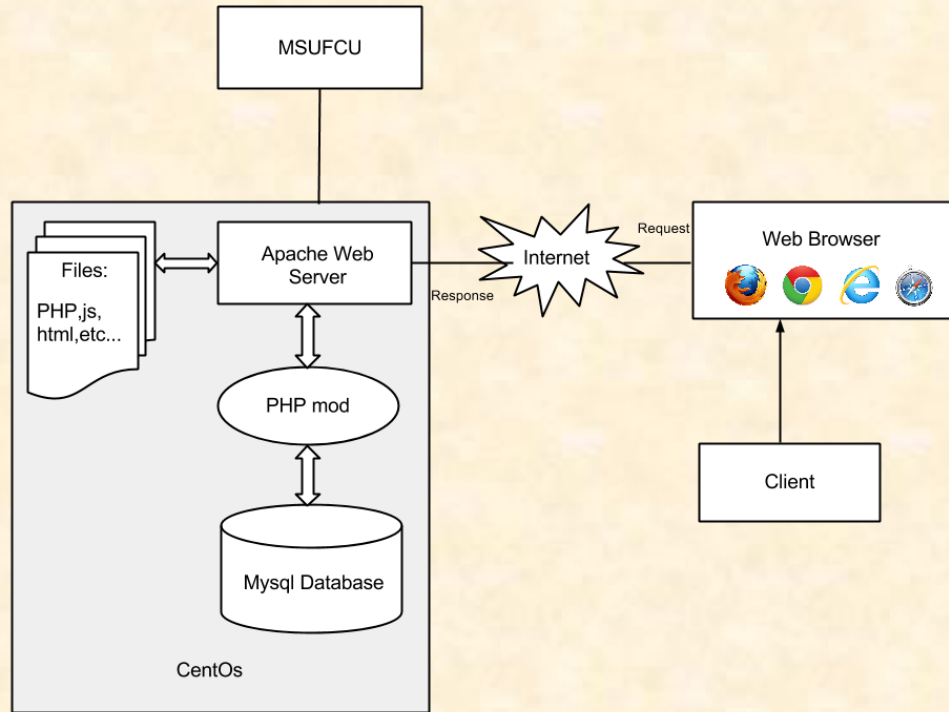 MSUFCU
Files:
PHP,js,
html,etc...
Apache Web
Server
Response
Internet
Request
Web Browser
PHP mod
Client
Mysql Database
CentOs